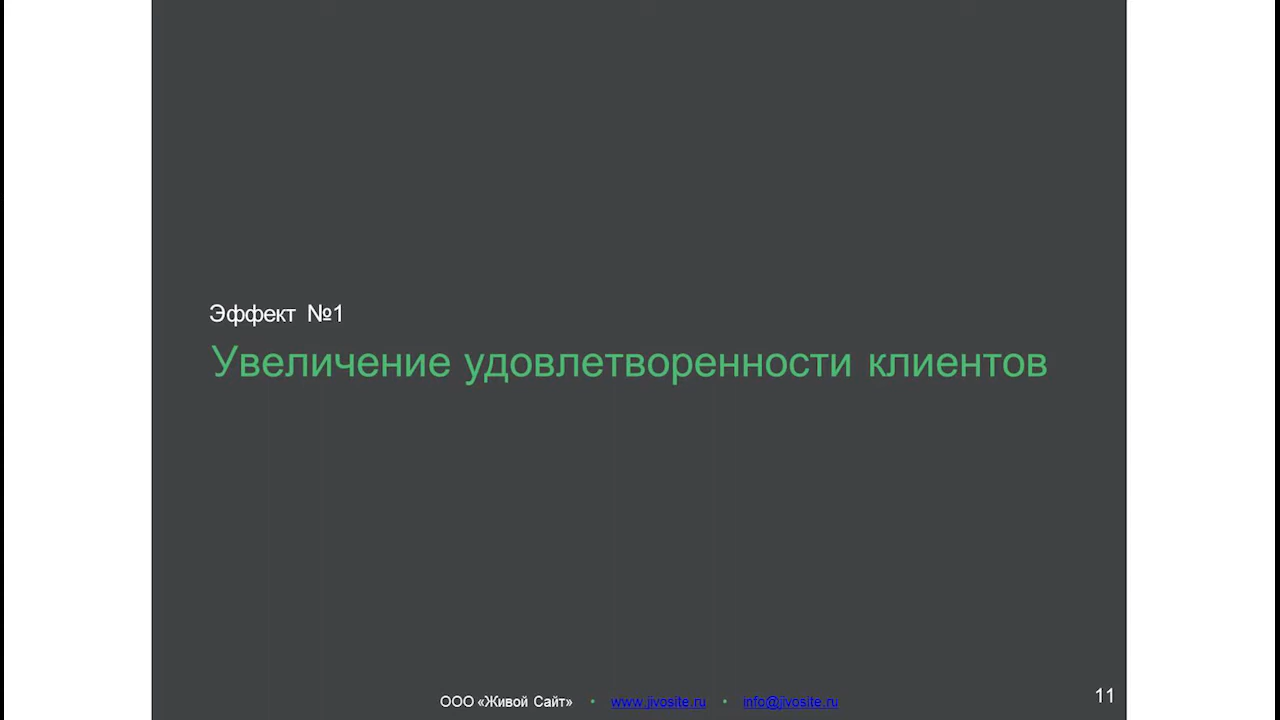 Эффект №1
Увеличение удовлетворенности клиентов
ООО «Живой Сайт» • www.jivosite.ru • info@jivosite.ru
11